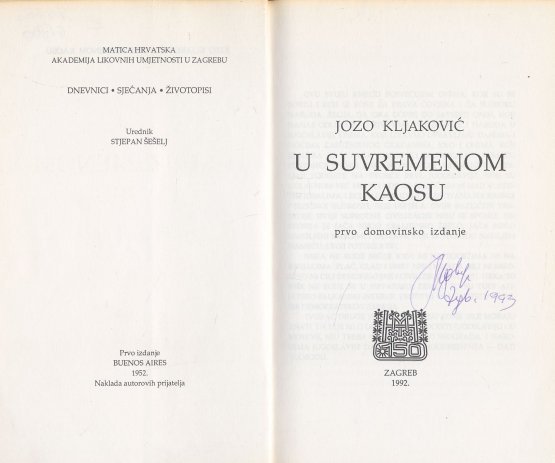 MATICA HRVATSKA
AKADEMIJA LIKOVNIH UMJETNOSTI U ZAGREBU
DNEVNICI • SJEĆANJA • ŽIVOTOPISI
Urednik
STJEPAN ŠEŠELJ
Prvo izdanje
BUENOS AIRES
1952.
Naklada autorovih prijatelja
JOZO KLJAKOVIĆ
U SUVREMENOM
KAOSU
prvo domovinsko izdanje
1993
150
ZAGREB
1992.